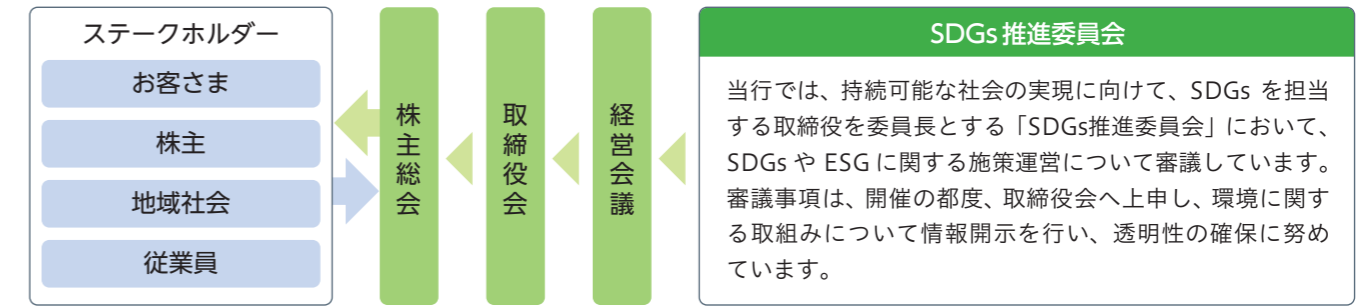 ステークホルダー
お客さま
株主
地域社会
従業員
株主総会
取締役会
経営会議
SDGs推進委員会
当行では、持続可能な社会の実現に向けて、SDGs を担当
する取締役を委員長とする「SDGs推進委員会」において、
SDGs や ESG に関する施策運営について審議しています。
審議事項は、開催の都度、取締役会へ上申し、環境に関す
る取組みについて情報開示を行い、透明性の確保に努め
ています。